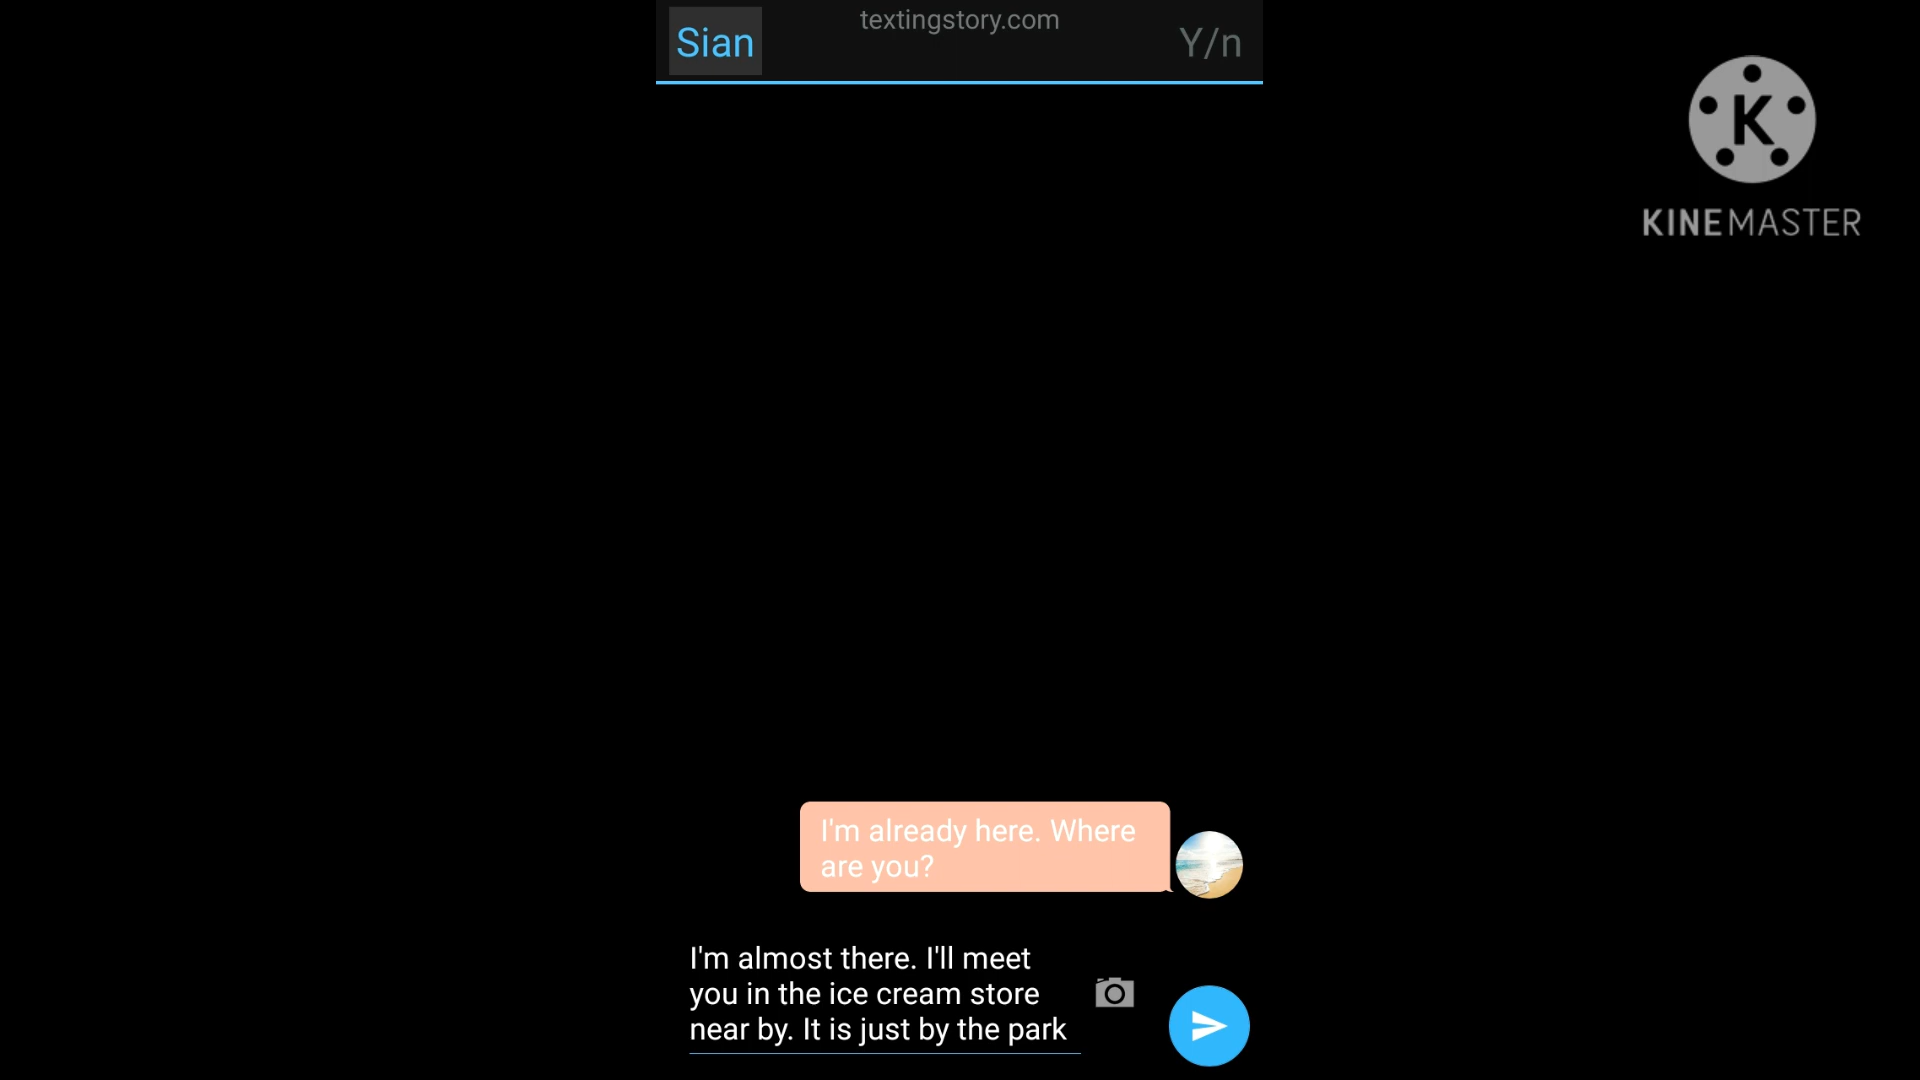 Sian
textingstory.com
Y/n
K
KINEMASTER
I'm already here. Where
are you?
I'm almost there. I'll meet
you in the ice cream store
near by. It is just by the park